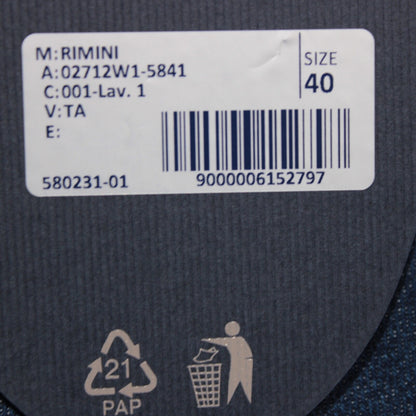 M:RIMINI
A:02712W1-5841
C:001-Lav. 1
V:TA
E:
SIZE
40
580231-01
9000006152797
21
PAP